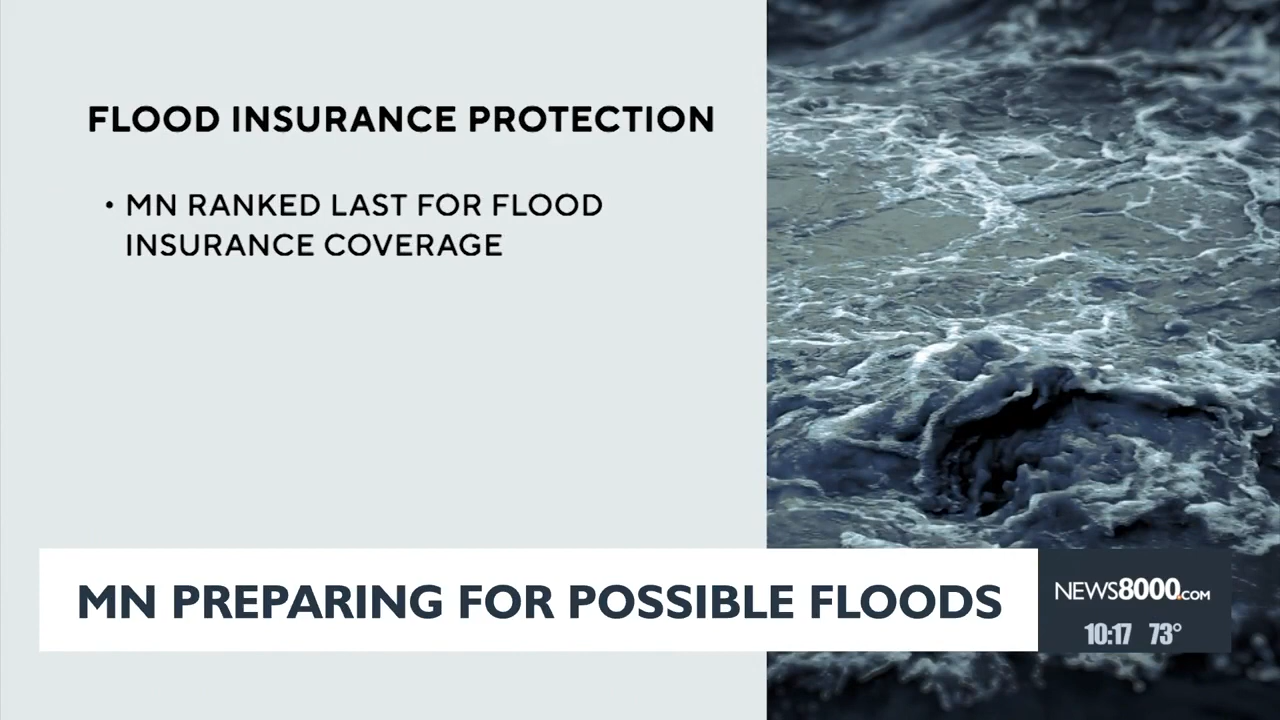 FLOOD INSURANCE PROTECTION
• MN RANKED LAST FOR FLOOD
INSURANCE COVERAGE
MN PREPARING FOR POSSIBLE FLOODS
NEWS8000.COM
10:17 73°